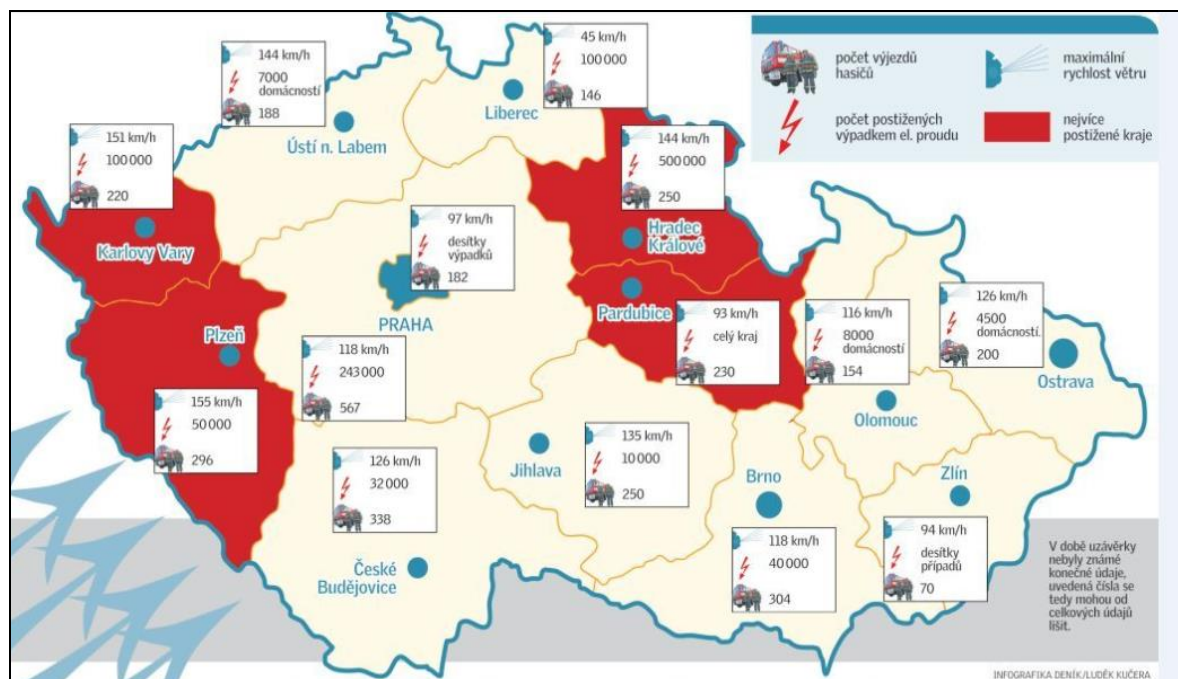 144 km/h
7000
domácností
188
45 km/h
100 000
146
počet výjezdů
hasičů
maximální
rychlost větru
počet postižených
výpadkem el. proudu
nejvíce
postižené kraje
Liberec
Ústí n. Labem
151 km/h
100 000
220
144 km/h
500 000
250
Karlovy Vary
97 km/h
desítky
výpadků
182
Hradec
Králové
PRAHA
Pardubice
Plzeň
118 km/h
243 000
567
93 km/h
celý kraj
230
116 km/h
8000
domácností
154
126 km/h
4500
domácností.
200
Ostrava
155 km/h
50 000
296
Olomouc
126 km/h
32 000
338
Jihlava
135 km/h
10 000
250
Brno
Zlín
České
Budějovice
118 km/h
40 000
304
94 km/h
desítky
případů
70
V době uzávěrky
nebyly známé
konečné údaje,
uvedená čísla se
tedy mohou od
celkových údajů
lišit.
INFOGRAFIKA DENÍK/LUDĚK KUČERA